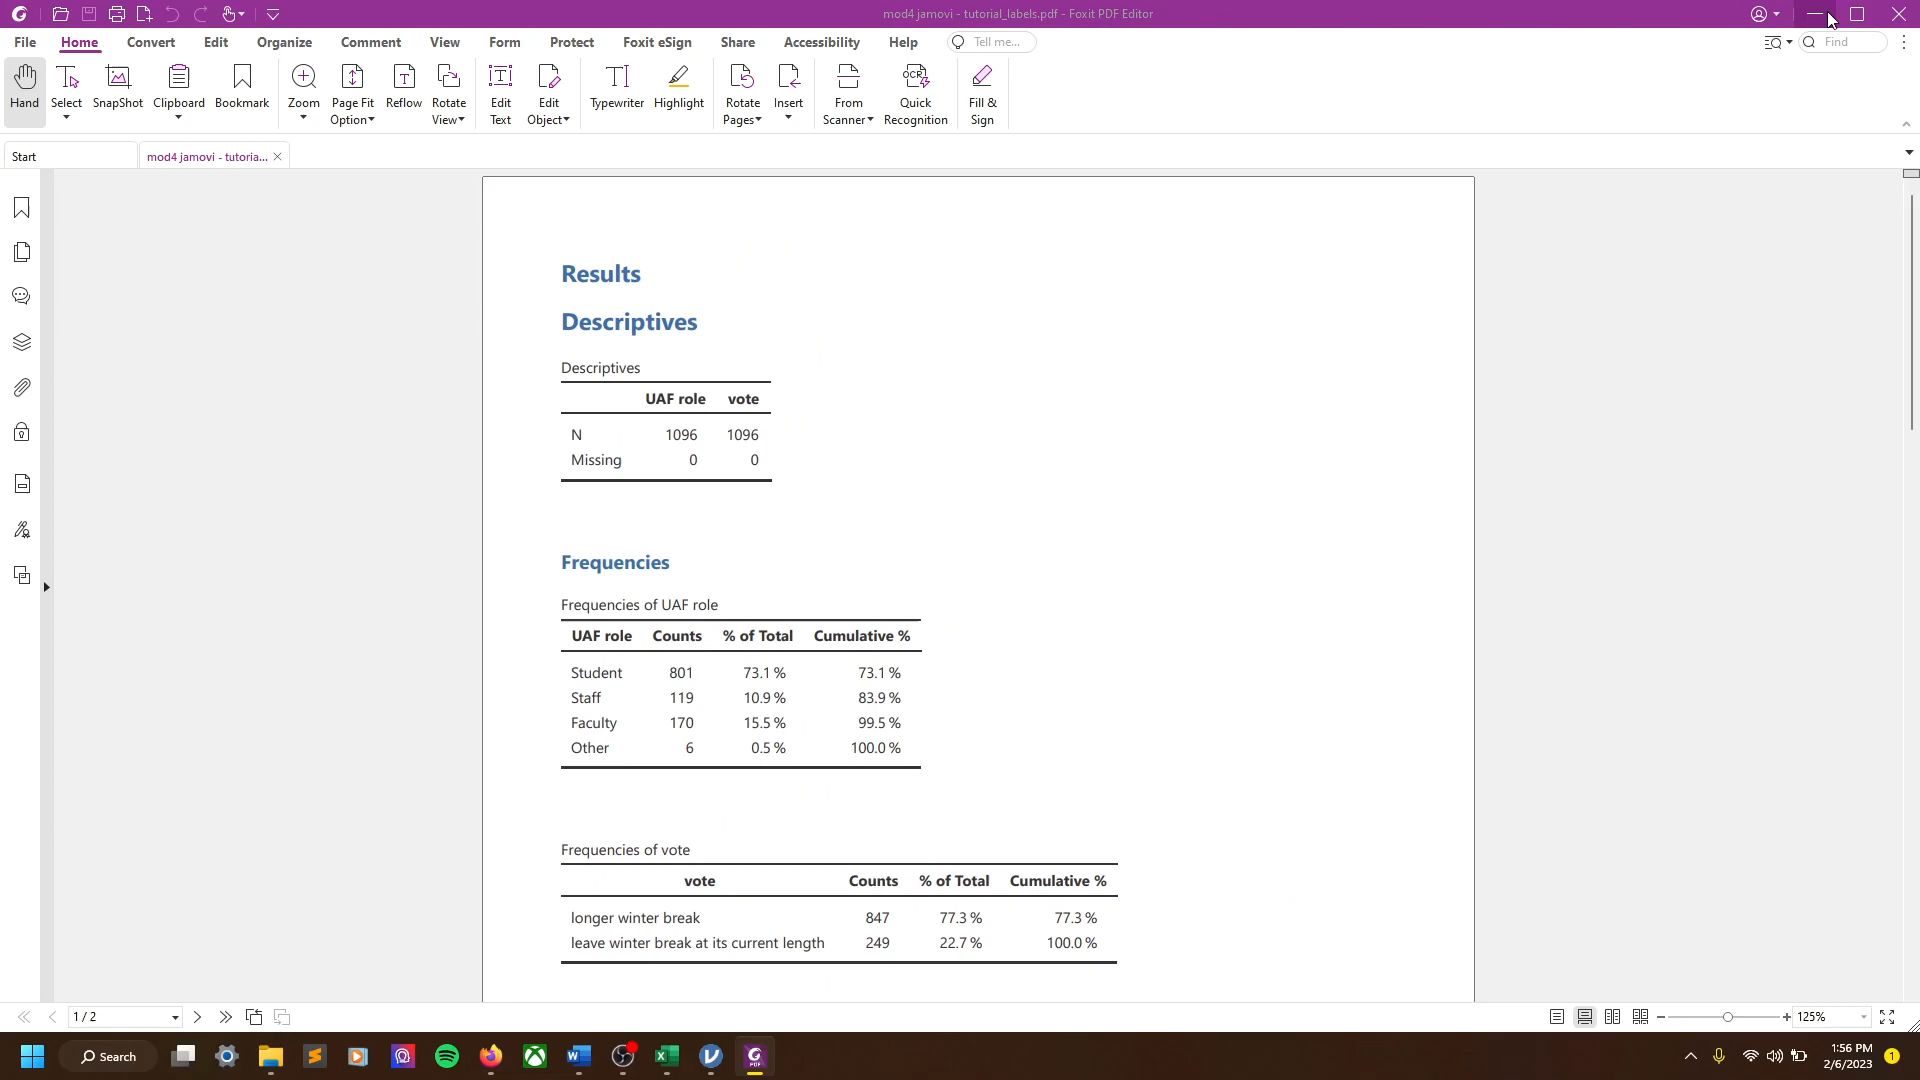 mod4 jamovi - tutorial_labels.pdf - Foxit PDF Editor
File Home Convert Edit Organize Comment View Form Protect Foxit eSign Share Accessibility Help Tell me... Find
Hand Select SnapShot Clipboard Bookmark Zoom Page Fit Option Reflow Rotate View Edit Text Edit Object Typewriter Highlight Rotate Pages Insert From Scanner Quick Recognition Fill & Sign
OCR
Start mod4 jamovi - tutoria...
Results
Descriptives
Descriptives
UAF role vote
N 1096 1096
Missing 0 0
Frequencies
Frequencies of UAF role
UAF role Counts % of Total Cumulative %
Student 801 73.1 % 73.1 %
Staff 119 10.9 % 83.9 %
Faculty 170 15.5 % 99.5 %
Other 6 0.5 % 100.0 %
Frequencies of vote
vote Counts % of Total Cumulative %
longer winter break 847 77.3 % 77.3 %
leave winter break at its current length 249 22.7 % 100.0 %
1 / 2 125%
Search 1:56 PM
2/6/2023 1